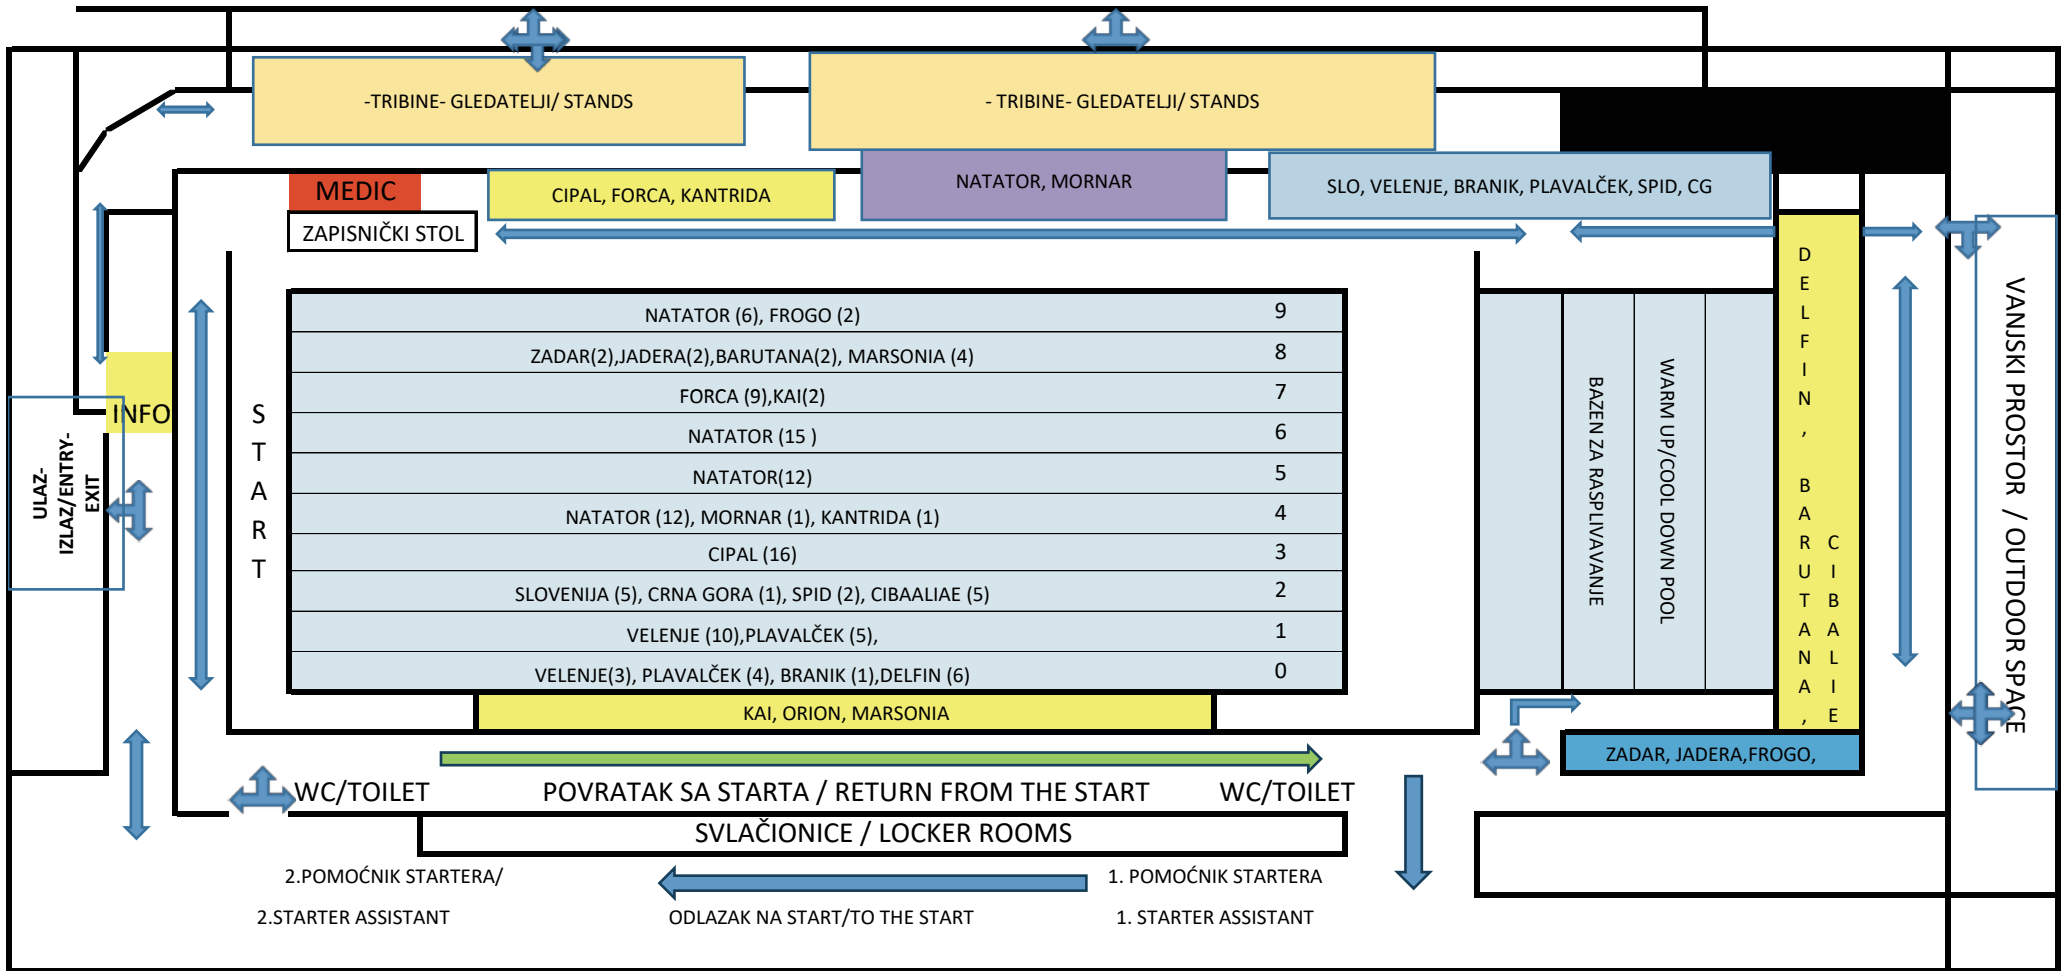 -TRIBINE- GLEDATELJI/ STANDS
- TRIBINE- GLEDATELJI/ STANDS
MEDIC
CIPAL, FORCA, KANTRIDA
NATATOR, MORNAR
SLO, VELENJE, BRANIK, PLAVALČEK, SPID, CG
ZAPISNIČKI STOL
INFO
ULAZ-
IZLAZ/ENTRY-
EXIT
START
NATATOR (6), FROGO (2) 9
ZADAR(2),JADERA(2),BARUTANA(2), MARSONIA (4) 8
FORCA (9),KAI(2) 7
NATATOR (15 ) 6
NATATOR(12) 5
NATATOR (12), MORNAR (1), KANTRIDA (1) 4
CIPAL (16) 3
SLOVENIJA (5), CRNA GORA (1), SPID (2), CIBAALIAE (5) 2
VELENJE (10),PLAVALČEK (5), 1
VELENJE(3), PLAVALČEK (4), BRANIK (1),DELFIN (6) 0
BAZEN ZA RASPLIVAVANJE
WARM UP/COOL DOWN POOL
DELFIN, BARUTANA,
CIBALIE
VANJSKI PROSTOR / OUTDOOR SPACE
KAI, ORION, MARSONIA
ZADAR, JADERA,FROGO,
WC/TOILET
POVRATAK SA STARTA / RETURN FROM THE START
WC/TOILET
SVLAČIONICE / LOCKER ROOMS
2.POMOĆNIK STARTERA/
2.STARTER ASSISTANT
ODLAZAK NA START/TO THE START
1. POMOĆNIK STARTERA
1. STARTER ASSISTANT